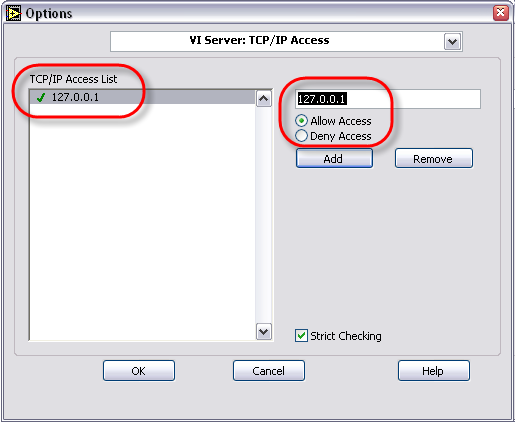 Options
VI Server: TCP/IP Access
TCP/IP Access List
127.0.0.1
127.0.0.1
Allow Access
Deny Access
Add
Remove
Strict Checking
OK
Cancel
Help